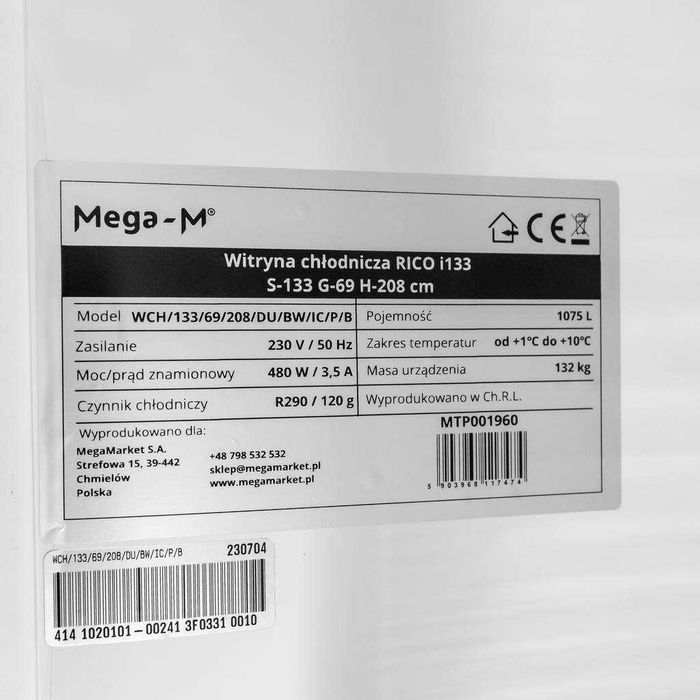 Mega-M®
CE
Witryna chłodnicza RICO i133
S-133 G-69 H-208 cm
Model WCH/133/69/208/DU/BW/IC/P/B
Pojemność 1075 L
Zasilanie 230 V / 50 Hz
Zakres temperatur od +1°C do +10°C
Moc/prąd znamionowy 480 W / 3,5 A
Masa urządzenia 132 kg
Czynnik chłodniczy R290 / 120 g
Wyprodukowano w Ch.R.L.
Wyprodukowano dla:
MegaMarket S.A.
Strefowa 15, 39-442
Chmielów
Polska
+48 798 532 532
sklep@megamarket.pl
www.megamarket.pl
MTP001960
5 903968 117474
WCH/133/69/208/DU/BW/IC/P/B 230704
414 1020101-00241 3F0331 0010